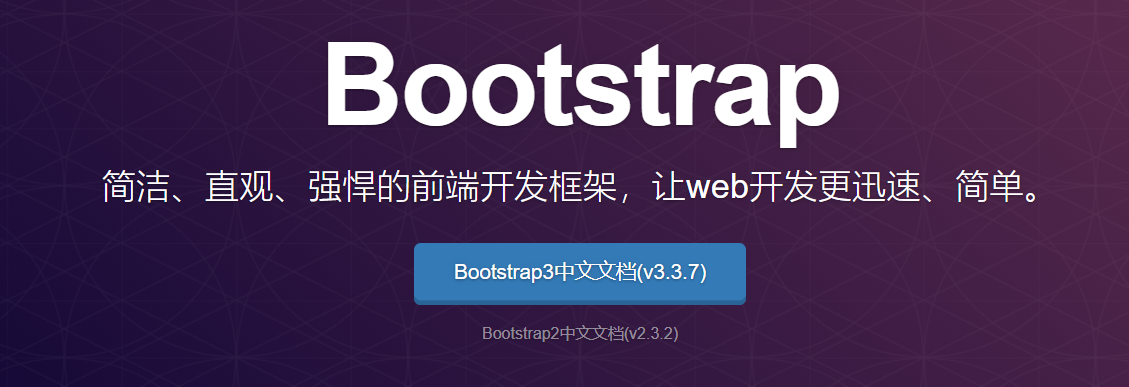 Bootstrap
简洁、直观、强悍的前端开发框架，让web开发更迅速、简单。
Bootstrap3中文文档(v3.3.7)
Bootstrap2中文文档(v2.3.2)